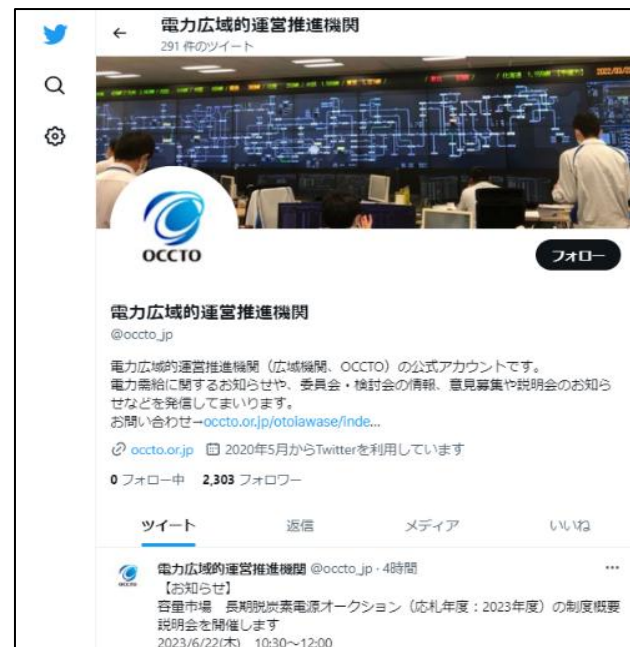 電力広域的運営推進機関
291 件のツイート
OCCTO
フォロー
電力広域的運営推進機関
@occto_jp
電力広域的運営推進機関（広域機関、OCCTO）の公式アカウントです。
電力需給に関するお知らせや、委員会・検討会の情報、意見募集や説明会のお知ら
せなどを発信してまいります。
お問い合わせ→occto.or.jp/otoiawase/inde...
occto.or.jp 2020年5月からTwitterを利用しています
0 フォロー中 2,303 フォロワー
ツイート 返信 メディア いいね
電力広域的運営推進機関 @occto_jp · 4時間
【お知らせ】
容量市場 長期脱炭素電源オークション（応札年度：2023年度）の制度概要
説明会を開催します
2023/6/22(木) 10:30～12:00